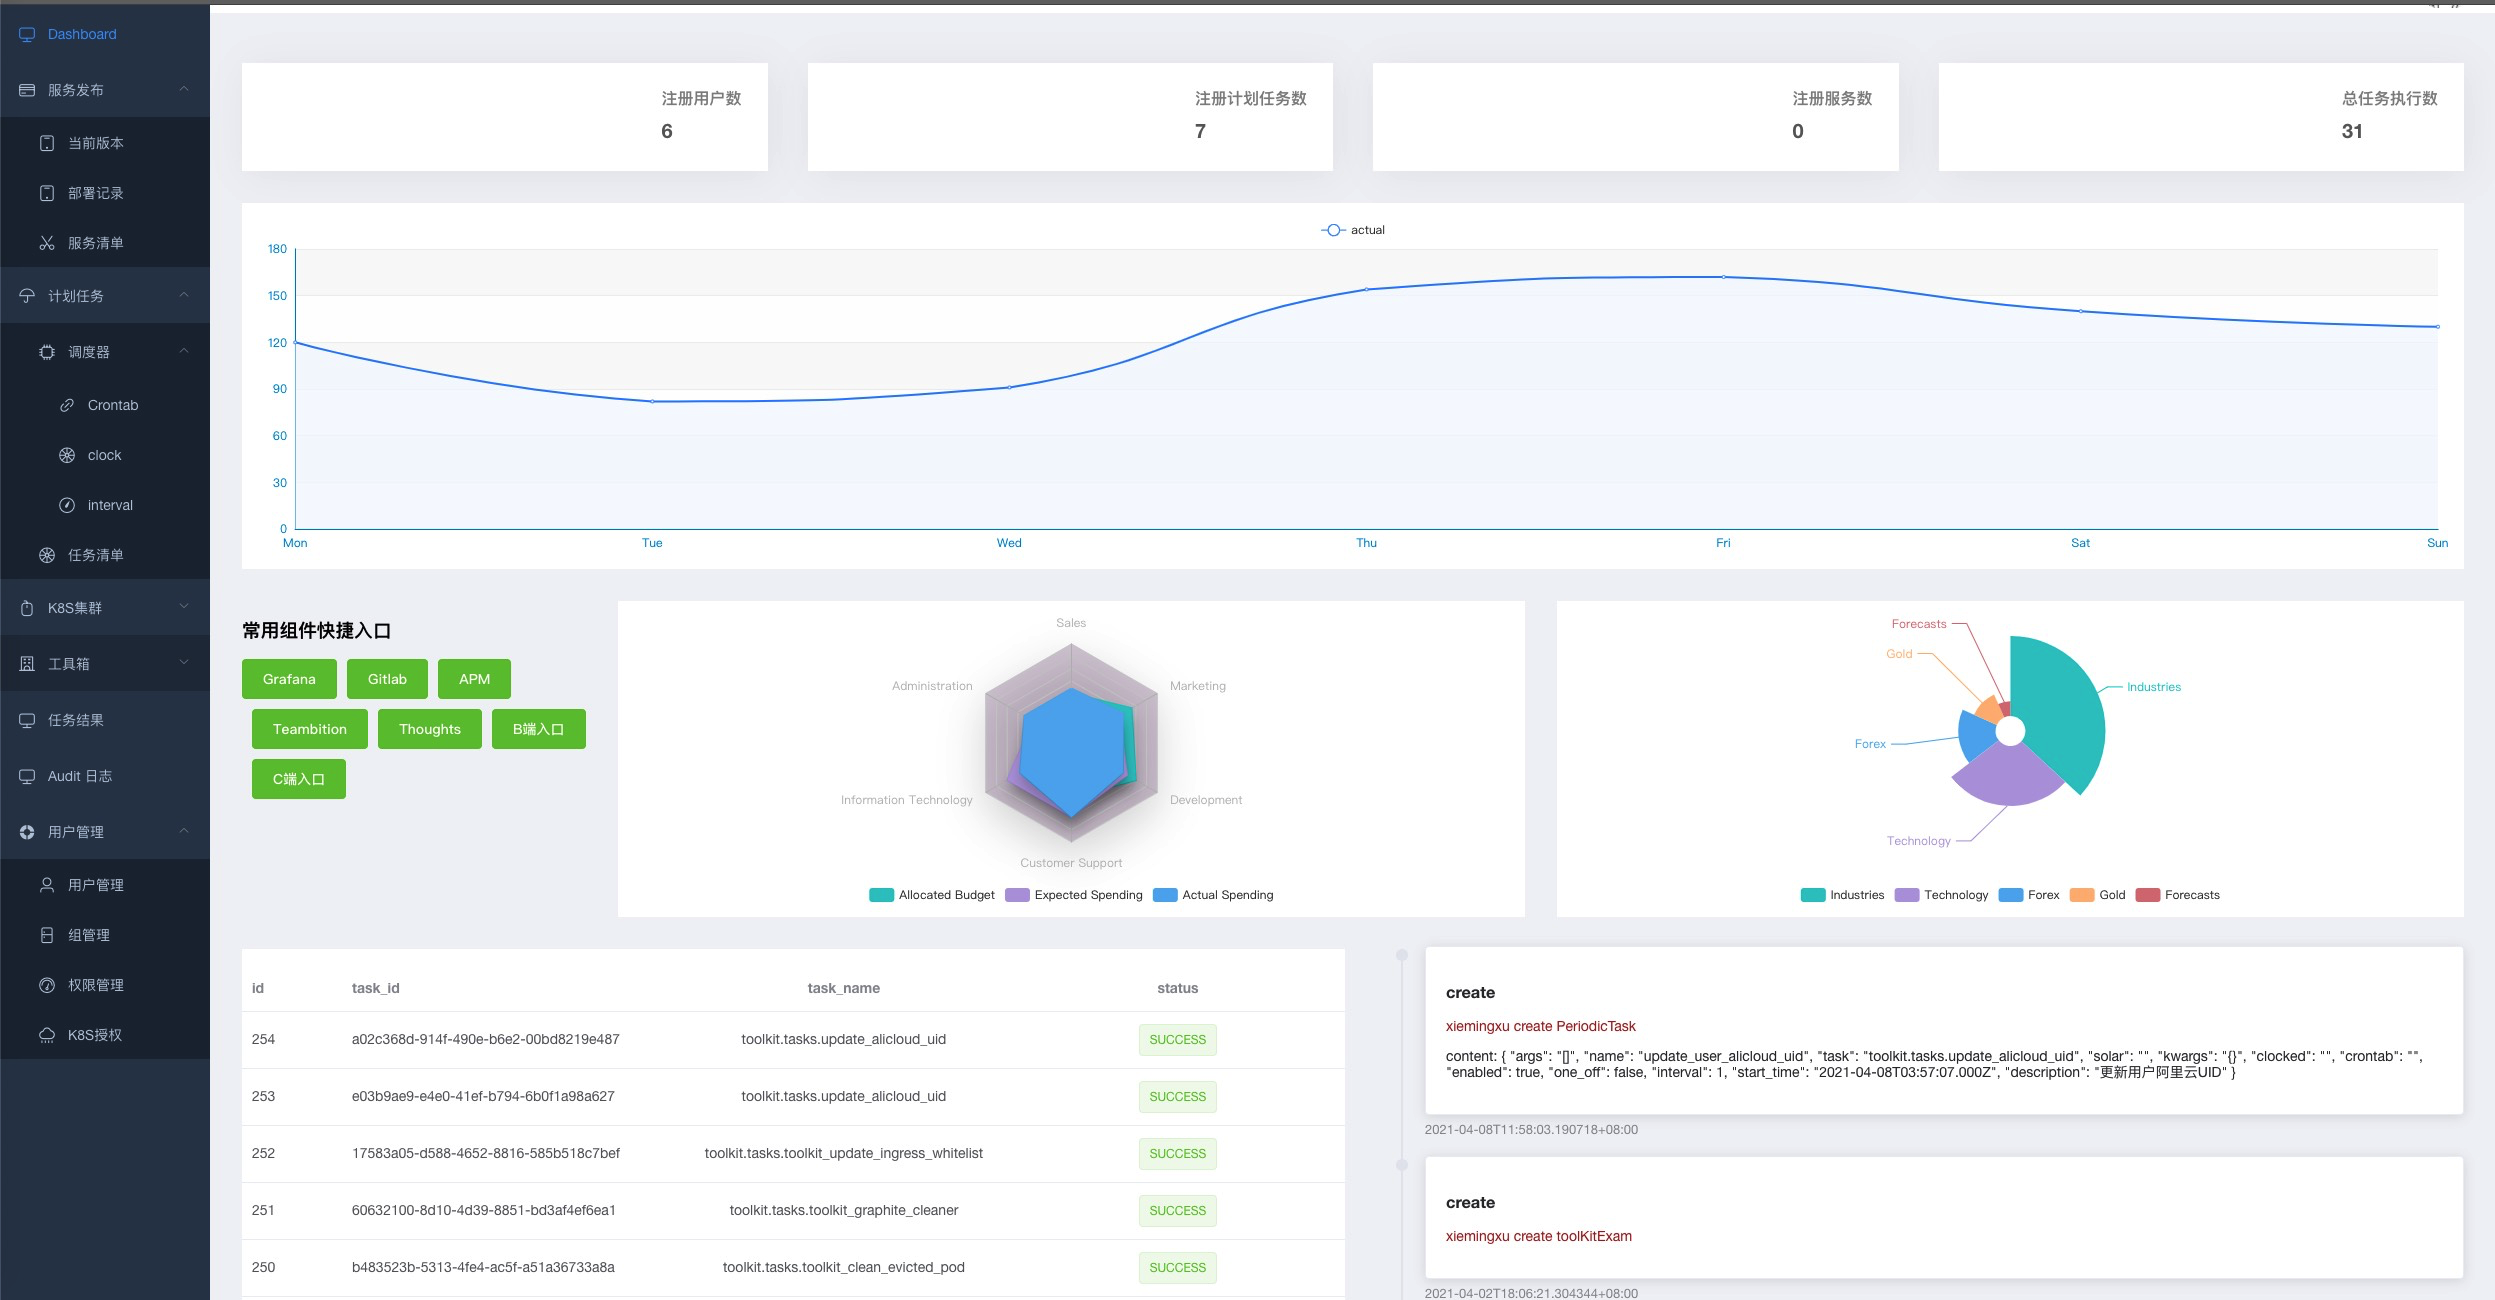 Dashboard
服务发布
当前版本
部署记录
服务清单
计划任务
调度器
Crontab
clock
interval
任务清单
K8S集群
工具箱
任务结果
Audit 日志
用户管理
用户管理
组管理
权限管理
K8S授权
注册用户数
6
注册计划任务数
7
注册服务数
0
总任务执行数
31
actual
180
150
120
90
60
30
0
Mon Tue Wed Thu Fri Sat Sun
常用组件快捷入口
Grafana Gitlab APM
Teambition Thoughts B端入口
C端入口
Sales
Administration Marketing
Information Technology Development
Customer Support
Allocated Budget Expected Spending Actual Spending
Forecasts
Gold
Industries
Forex
Technology
Industries Technology Forex Gold Forecasts
id task_id task_name status
254 a02c368d-914f-490e-b6e2-00bd8219e487 toolkit.tasks.update_alicloud_uid SUCCESS
253 e03b9ae9-e4e0-41ef-b794-6b0f1a98a627 toolkit.tasks.update_alicloud_uid SUCCESS
252 17583a05-d588-4652-8816-585b518c7bef toolkit.tasks.toolkit_update_ingress_whitelist SUCCESS
251 60632100-8d10-4d39-8851-bd3af4ef6ea1 toolkit.tasks.toolkit_graphite_cleaner SUCCESS
250 b483523b-5313-4fe4-ac5f-a51a36733a8a toolkit.tasks.toolkit_clean_evicted_pod SUCCESS
create
xiemingxu create PeriodicTask
content: { "args": "[]", "name": "update_user_alicloud_uid", "task": "toolkit.tasks.update_alicloud_uid", "solar": "", "kwargs": "{}", "clocked": "", "crontab": "",
"enabled": true, "one_off": false, "interval": 1, "start_time": "2021-04-08T03:57:07.000Z", "description": "更新用户阿里云UID" }
2021-04-08T11:58:03.190718+08:00
create
xiemingxu create toolKitExam
2021-04-02T18:06:21.304344+08:00